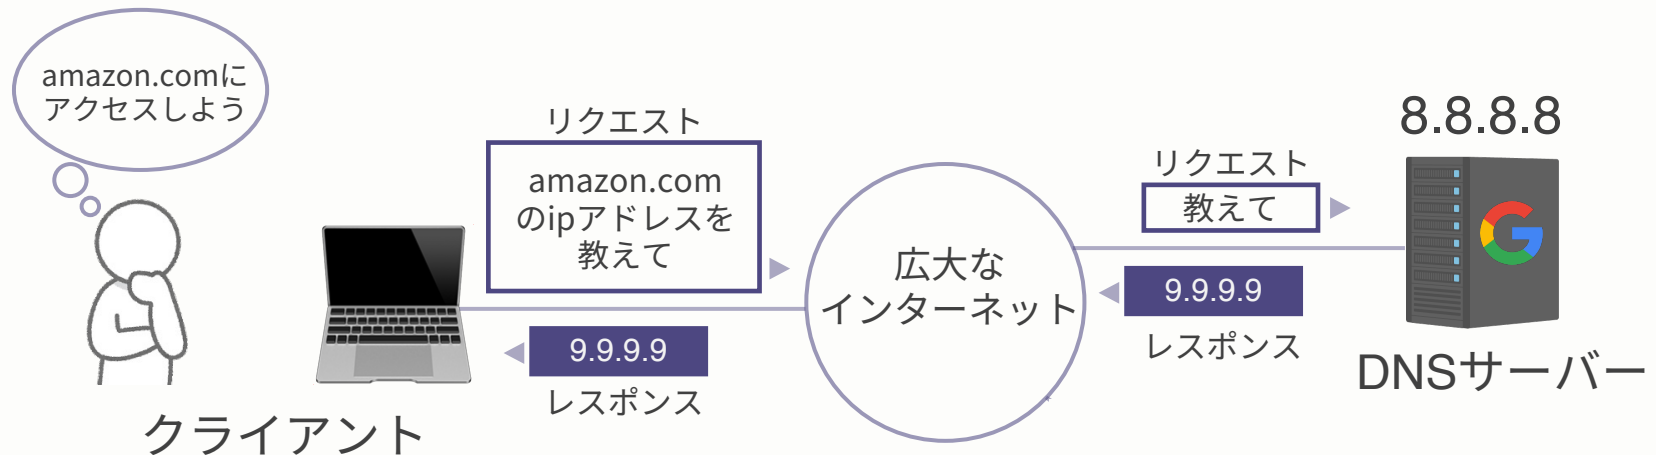 amazon.comに
アクセスしよう
リクエスト
amazon.com
のipアドレスを
教えて
9.9.9.9
レスポンス
クライアント
広大な
インターネット
リクエスト
教えて
9.9.9.9
レスポンス
8.8.8.8
DNSサーバー